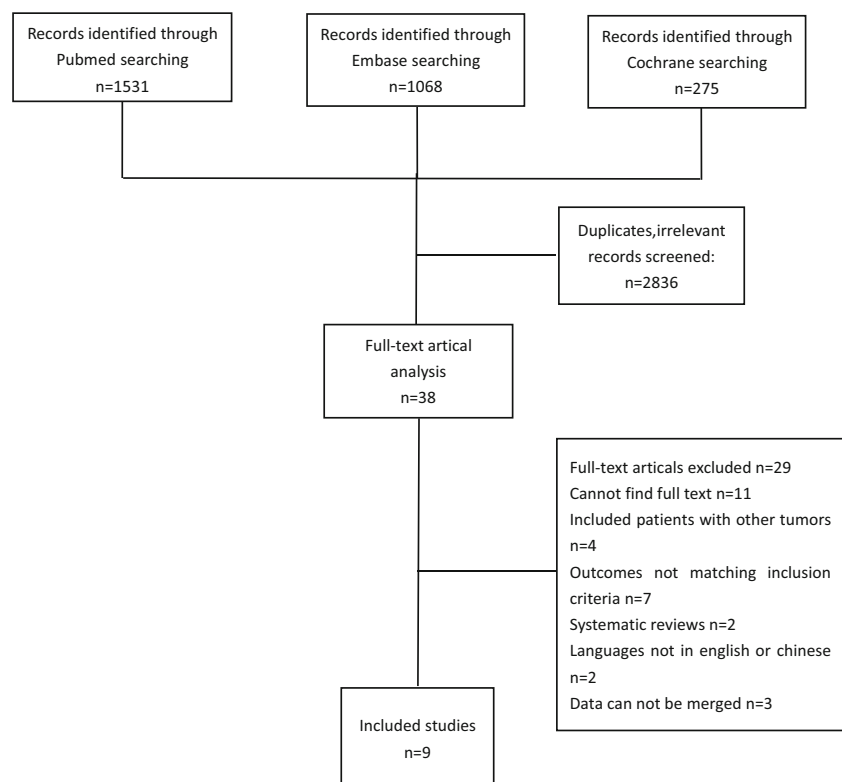 Records identified through
Pubmed searching
n=1531
Records identified through
Embase searching
n=1068
Records identified through
Cochrane searching
n=275
Duplicates,irrelevant
records screened:
n=2836
Full-text artical
analysis
n=38
Full-text articals excluded n=29
Cannot find full text n=11
Included patients with other tumors
n=4
Outcomes not matching inclusion
criteria n=7
Systematic reviews n=2
Languages not in english or chinese
n=2
Data can not be merged n=3
Included studies
n=9